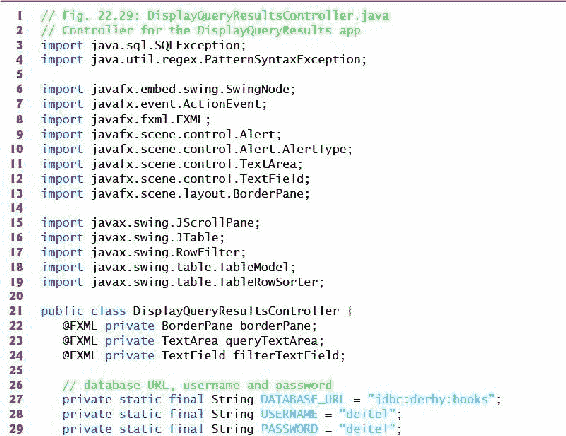 1 // Fig. 22.29: DisplayQueryResultsController.java
2 // Controller for the DisplayQueryResults app
3 import java.sql.SQLException;
4 import java.util.regex.PatternSyntaxException;
5
6 import javafx.embed.swing.SwingNode;
7 import javafx.event.ActionEvent;
8 import javafx.fxml.FXML;
9 import javafx.scene.control.Alert;
10 import javafx.scene.control.Alert.AlertType;
11 import javafx.scene.control.TextArea;
12 import javafx.scene.control.TextField;
13 import javafx.scene.layout.BorderPane;
14
15 import javax.swing.JScrollPane;
16 import javax.swing.JTable;
17 import javax.swing.RowFilter;
18 import javax.swing.table.TableModel;
19 import javax.swing.table.TableRowSorter;
20
21 public class DisplayQueryResultsController {
22 @FXML private BorderPane borderPane;
23 @FXML private TextArea queryTextArea;
24 @FXML private TextField filterTextField;
25
26 // database URL, username and password
27 private static final String DATABASE_URL = "jdbc:derby:books";
28 private static final String USERNAME = "deitel";
29 private static final String PASSWORD = "deitel";